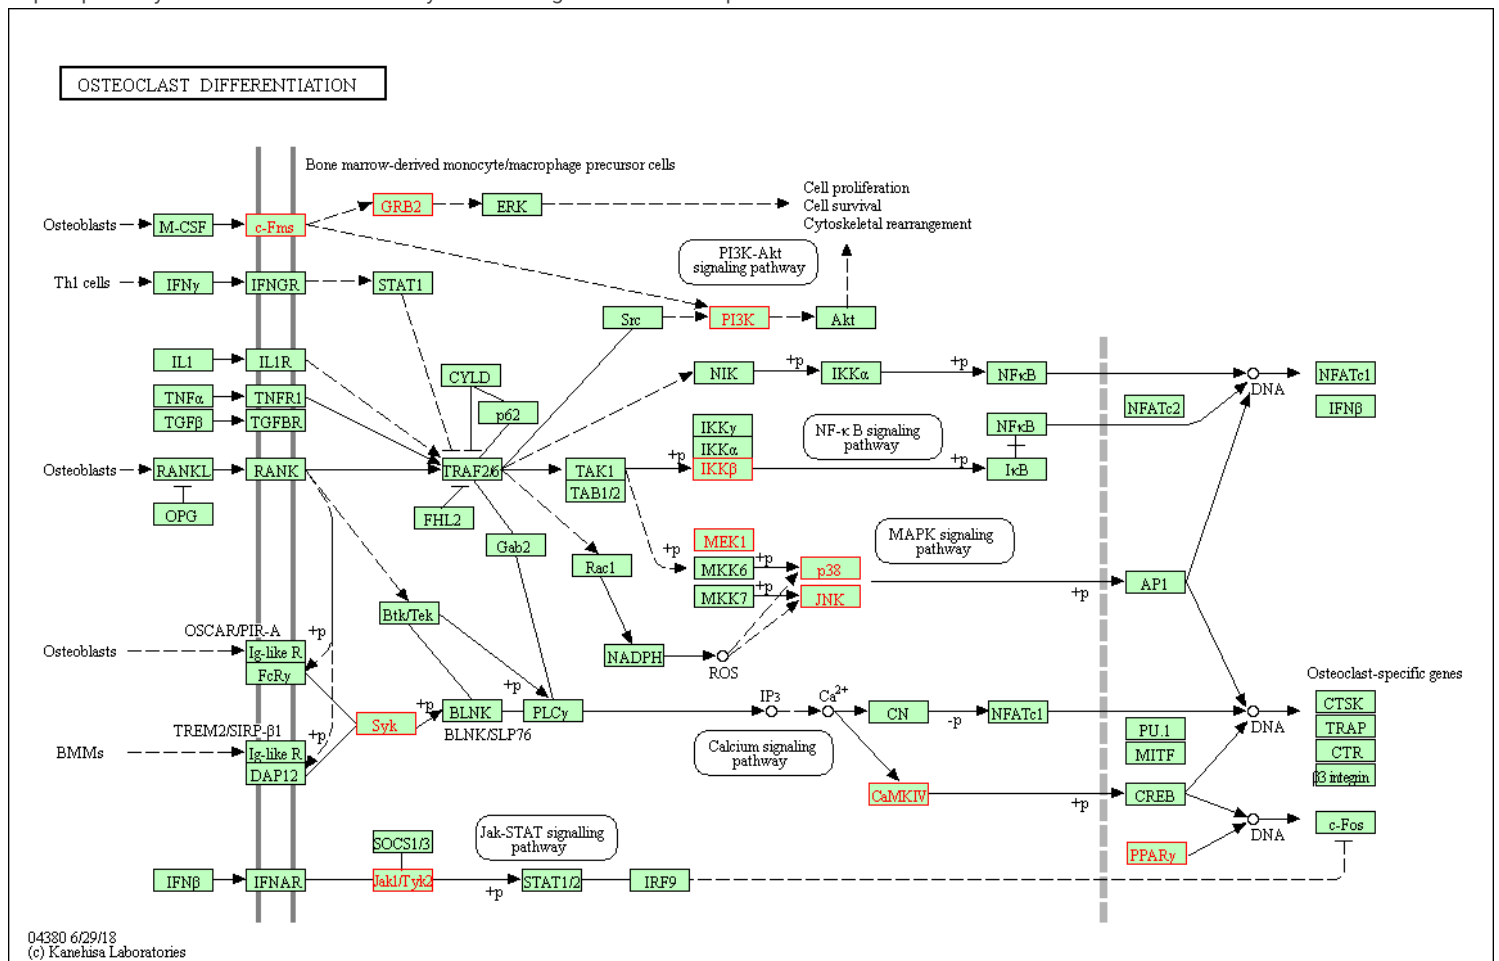 OSTEOCLAST DIFFERENTIATION
Bone marrow-derived monocyte/macrophage precursor cells
Osteoblasts
M-CSF
c-Fms
GRB2
ERK
Cell proliferation
Cell survival
Cytoskeletal rearrangement
PI3K-Akt
signaling pathway
Th1 cells
IFNγ
IFNGR
STAT1
Src
PI3K
Akt
IL1
IL1R
CYLD
NIK
+p
IKKα
+p
NFκB
DNA
NFATc1
TNFα
TNFR1
p62
NFATc2
IFNβ
TGFβ
TGFBR
IKKγ
IKKα
IKKβ
NF-κ B signaling
pathway
NFκB
Osteoblasts
RANKL
RANK
TRAF2/6
TAK1
TAB1/2
+p
+p
IκB
OPG
FHL2
Gab2
Rac1
MEK1
+p
MKK6
+p
p38
MAPK signaling
pathway
MKK7
+p
JNK
+p
AP1
Btk/Tek
OSCAR/PIR-A
+p
Osteoblasts
Ig-like R
FcRγ
NADPH
ROS
Osteoclast-specific genes
Syk
+p
BLNK
BLNK/SLP76
+p
PLCγ
IP3
Ca2+
CN
-p
NFATc1
DNA
CTSK
TRAP
CTR
β3 integrin
PU.1
MITF
Calcium signaling
pathway
TREM2/SIRP-β1
+p
BMMs
Ig-like R
DAP12
CaMKIV
+p
CREB
DNA
c-Fos
PPARγ
SOCS1/3
Jak-STAT signalling
pathway
IFNβ
IFNAR
Jak1/Tyk2
+p
STAT1/2
IRF9
04380 6/29/18
(c) Kanehisa Laboratories